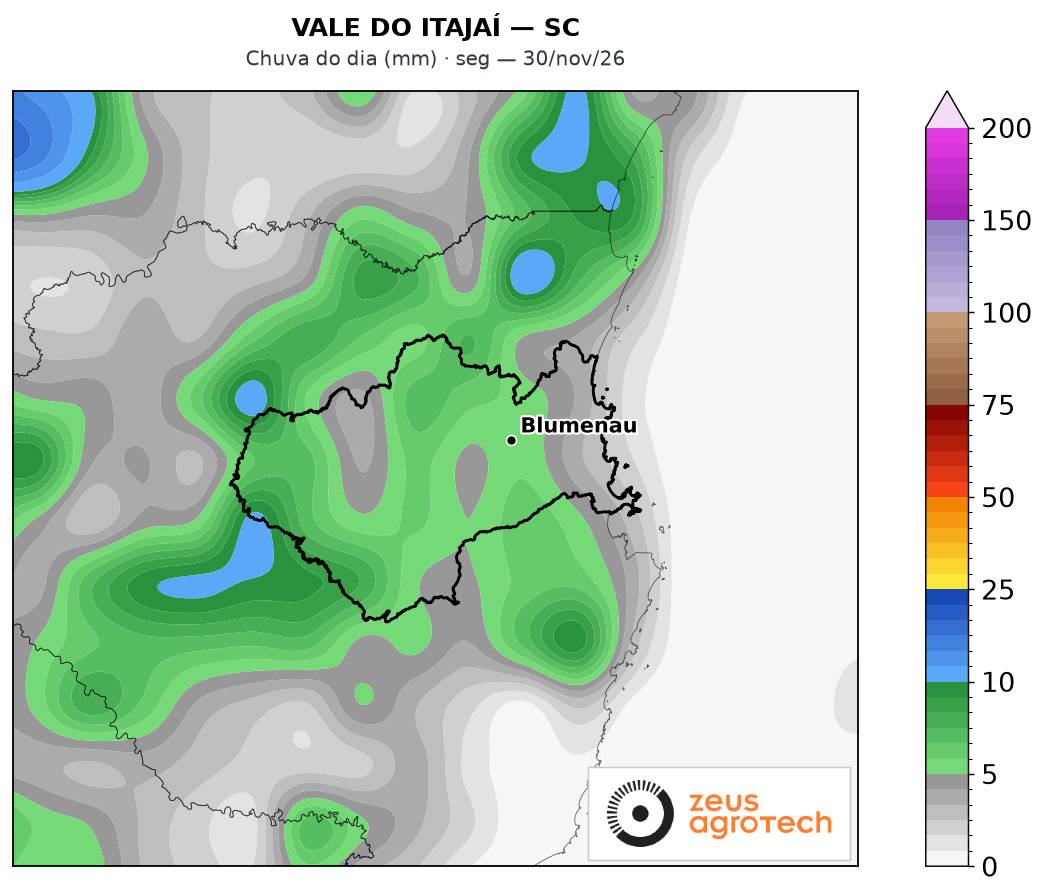 VALE DO ITAJAÍ — SC
Chuva do dia (mm) · seg — 30/nov/26
200
150
100
75
50
25
10
5
0
Blumenau
zeus
agrotech